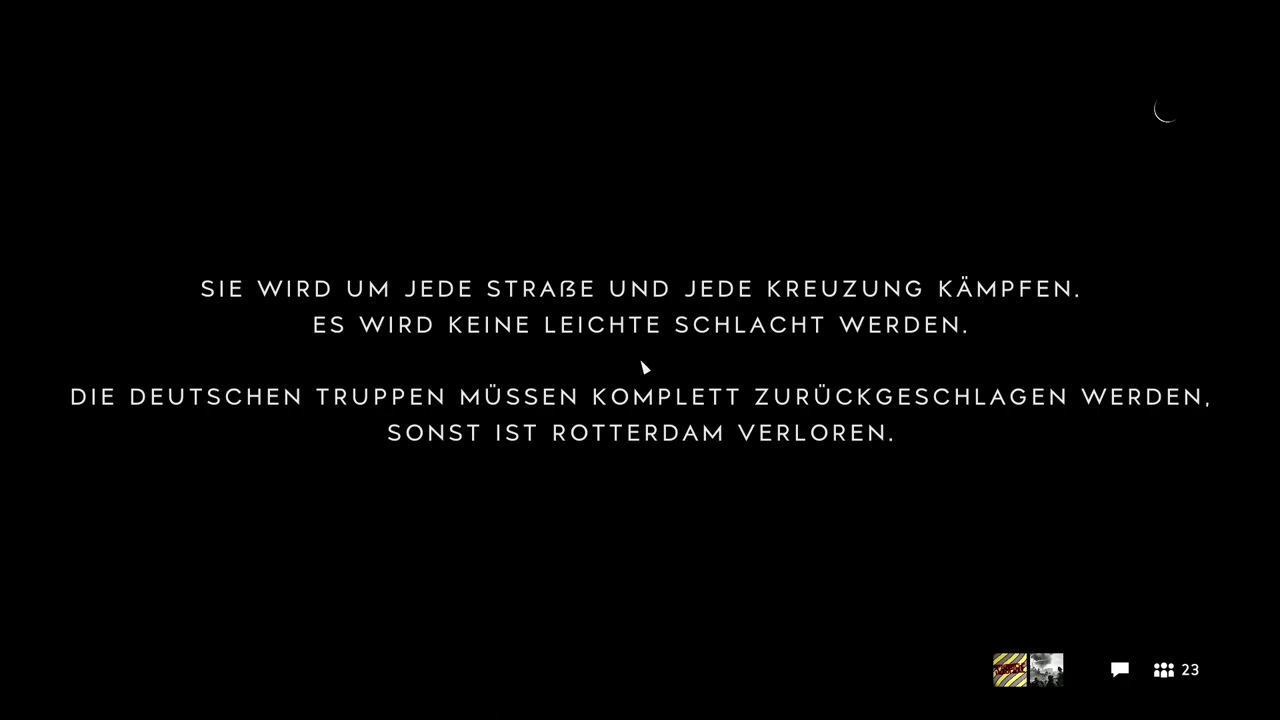 SIE WIRD UM JEDE STRAßE UND JEDE KREUZUNG KÄMPFEN.
ES WIRD KEINE LEICHTE SCHLACHT WERDEN.
DIE DEUTSCHEN TRUPPEN MÜSSEN KOMPLETT ZURÜCKGESCHLAGEN WERDEN,
SONST IST ROTTERDAM VERLOREN.
23